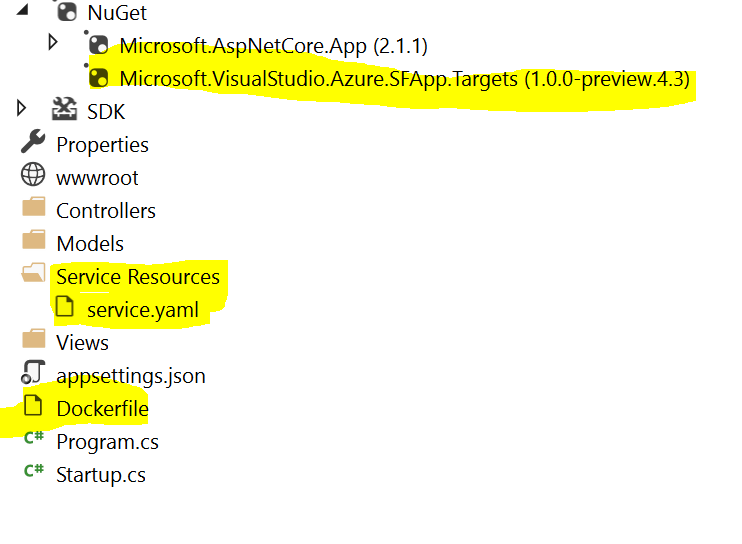 NuGet
Microsoft.AspNetCore.App (2.1.1)
Microsoft.VisualStudio.Azure.SFApp.Targets (1.0.0-preview.4.3)
SDK
Properties
wwwroot
Controllers
Models
Service Resources
service.yaml
Views
appsettings.json
Dockerfile
C# Program.cs
C# Startup.cs